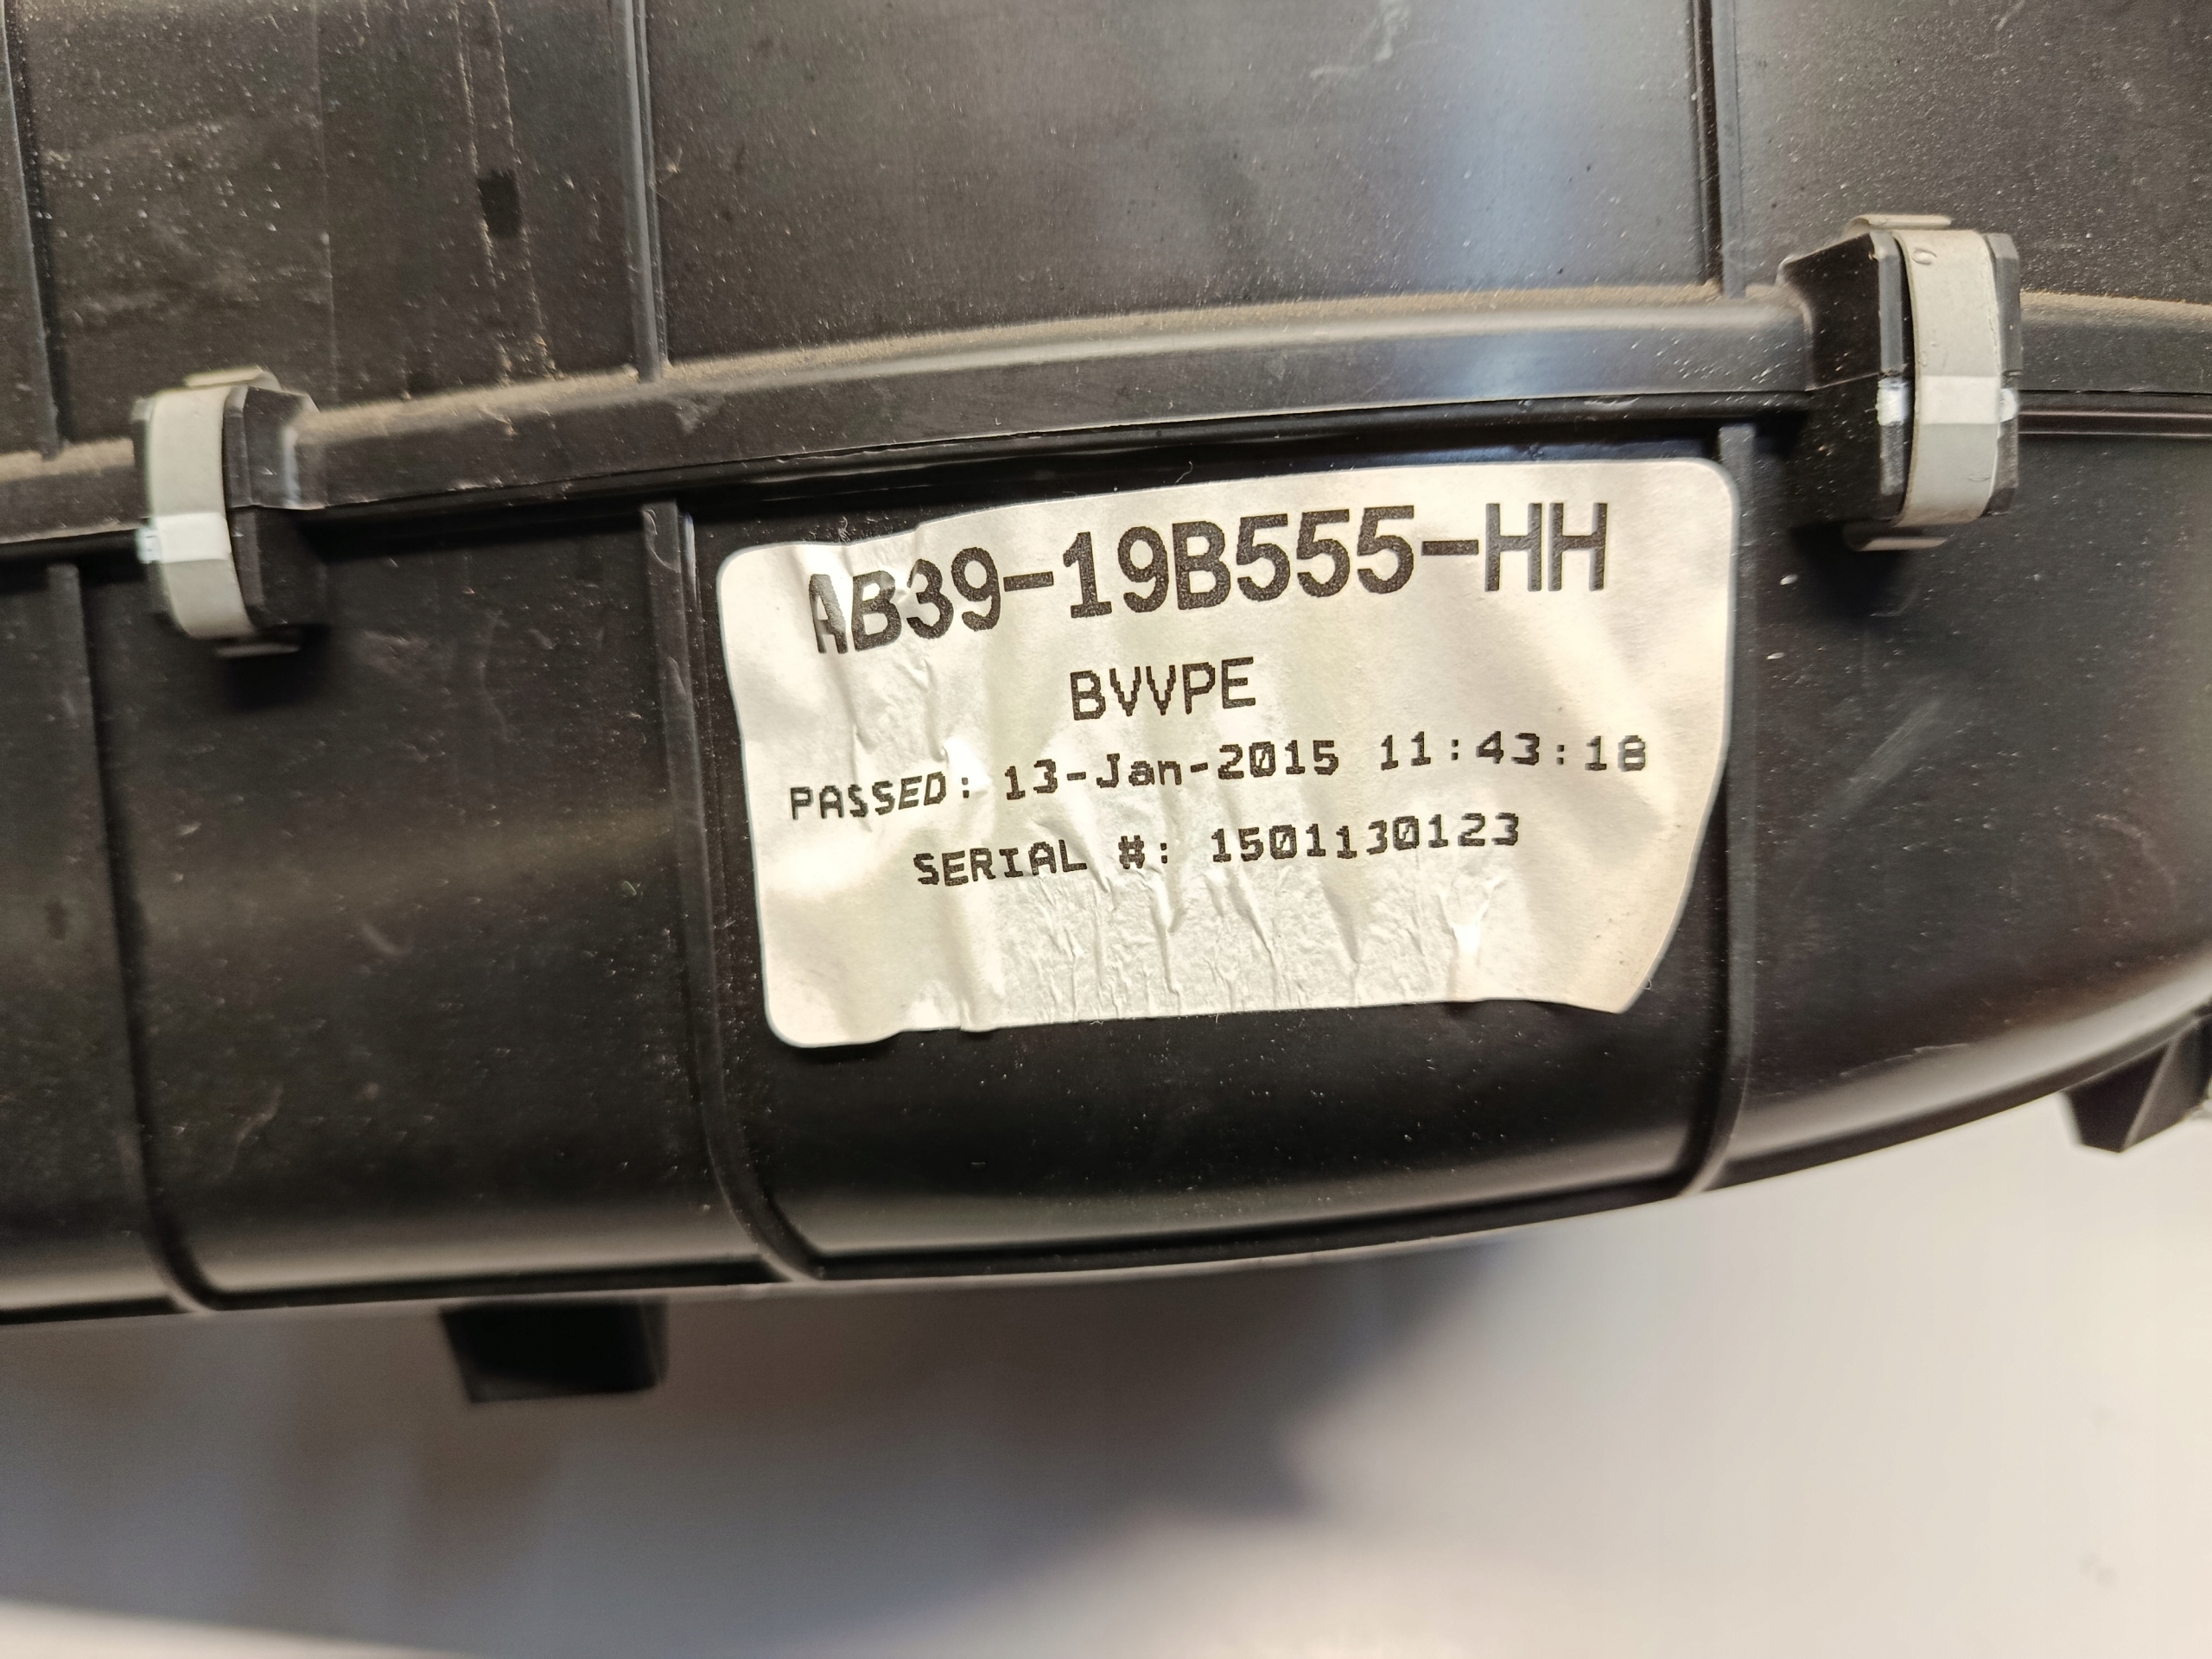 AB39-19B555-HH
BVVPE
PASSED: 13-Jan-2015 11:43:18
SERIAL #: 1501130123